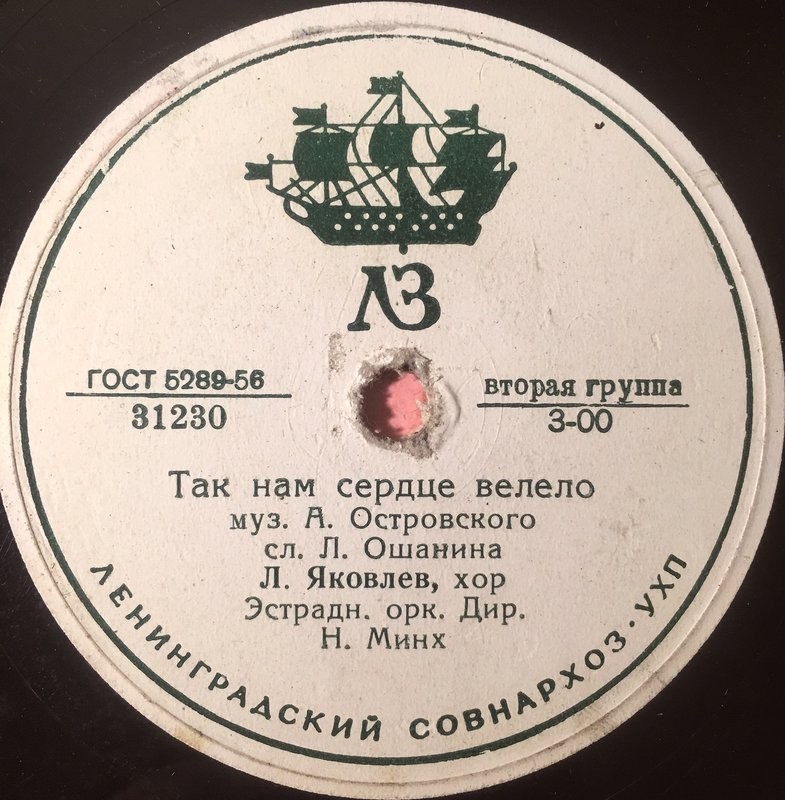 ЛЗ
ГОСТ 5289-56
31230
вторая группа
3-00
Так нам сердце велело
муз. А. Островского
сл. Л. Ошанина
Л. Яковлев, хор
Эстрадн. орк. Дир.
Н. Минх
ЛЕНИНГРАДСКИЙ СОВНАРХОЗ·УХП